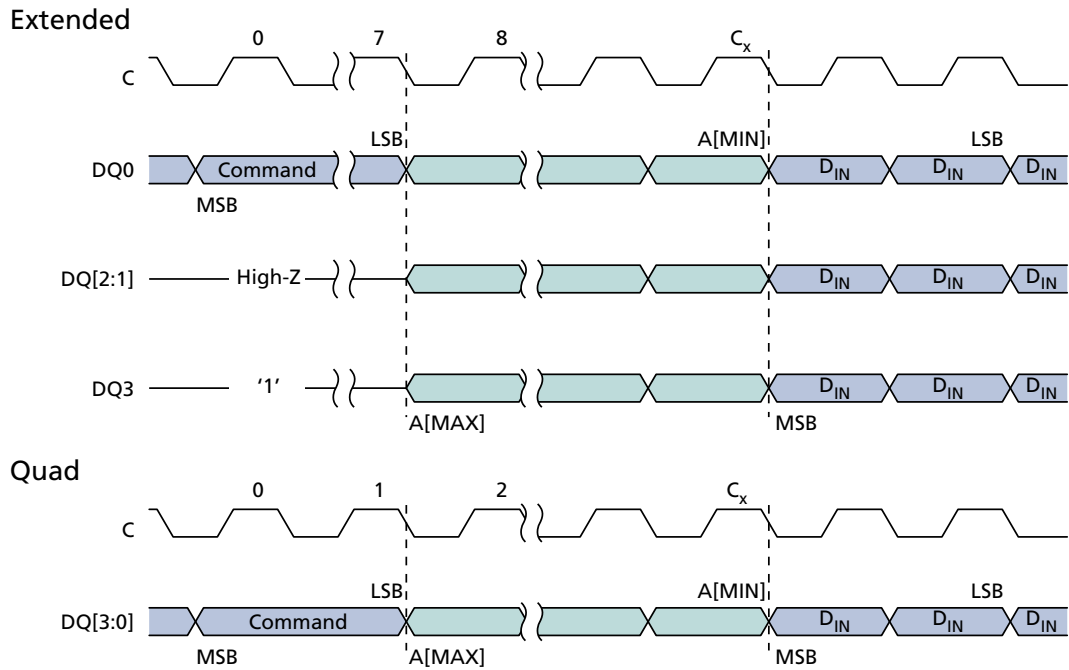 Extended
0 7 8 Cx
C
LSB A[MIN] LSB
DQ0 Command DIN DIN DIN
MSB
DQ[2:1] High-Z DIN DIN DIN
DQ3 ‘1’ DIN DIN DIN
A[MAX] MSB
Quad
0 1 2 Cx
C
LSB A[MIN] LSB
DQ[3:0] Command DIN DIN DIN
MSB A[MAX] MSB